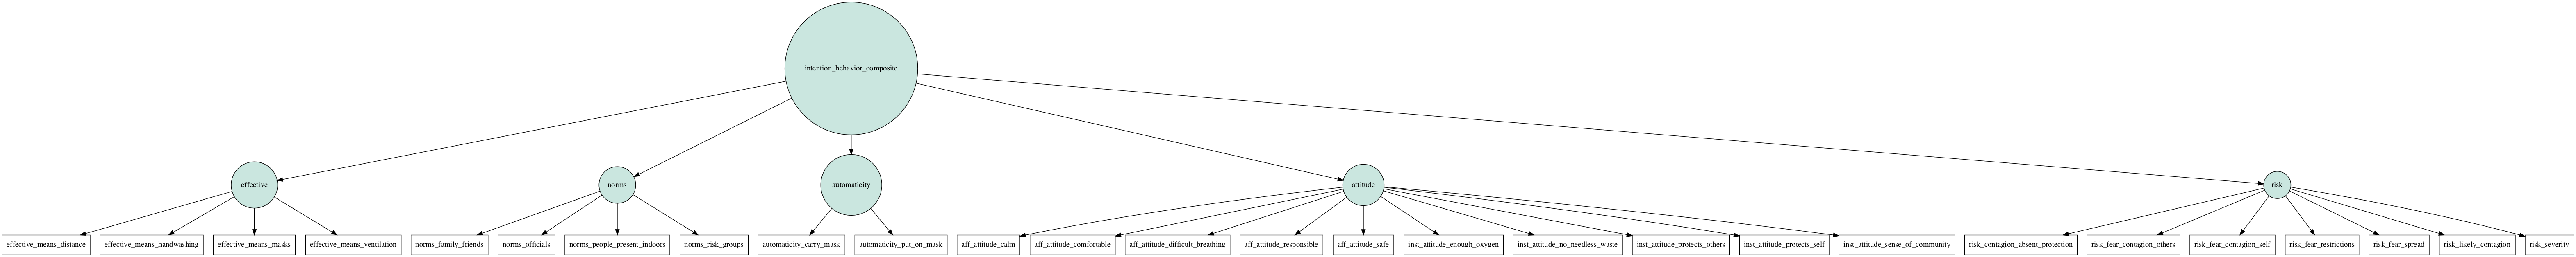 intention_behavior_composite
effective
norms
automaticity
attitude
risk
effective_means_distance
effective_means_handwashing
effective_means_masks
effective_means_ventilation
norms_family_friends
norms_officials
norms_people_present_indoors
norms_risk_groups
automaticity_carry_mask
automaticity_put_on_mask
aff_attitude_calm
aff_attitude_comfortable
aff_attitude_difficult_breathing
aff_attitude_responsible
aff_attitude_safe
inst_attitude_enough_oxygen
inst_attitude_no_needless_waste
inst_attitude_protects_others
inst_attitude_protects_self
inst_attitude_sense_of_community
risk_contagion_absent_protection
risk_fear_contagion_others
risk_fear_contagion_self
risk_fear_restrictions
risk_fear_spread
risk_likely_contagion
risk_severity